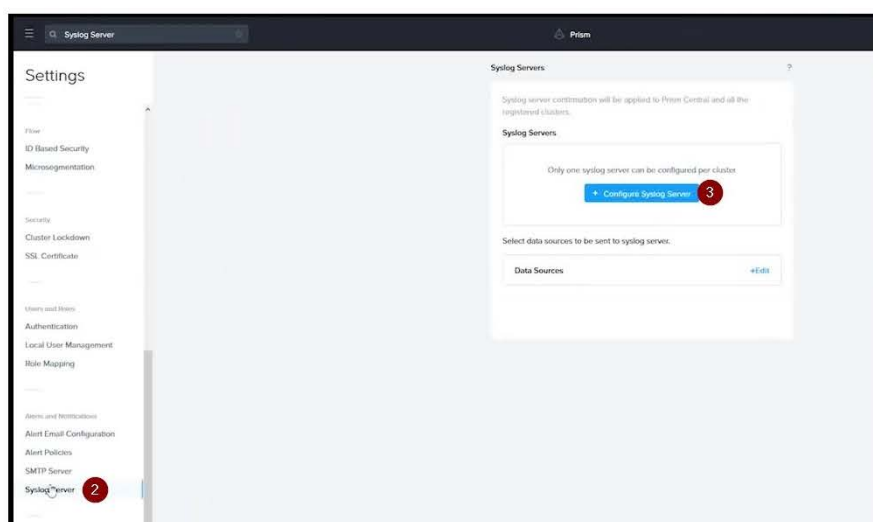 Syslog Server
Prism
Settings
Flow
ID Based Security
Microsegmentation
Security
Cluster Lockdown
SSL Certificate
Users and Roles
Authentication
Local User Management
Role Mapping
Alerts and Notifications
Alert Email Configuration
Alert Policies
SMTP Server
Syslog Server 2
Syslog Servers ?
Syslog server confirmation will be applied to Prism Central and all the
registered clusters.
Syslog Servers
Only one syslog server can be configured per cluster
+ Configure Syslog Server 3
Select data sources to be sent to syslog server.
Data Sources +Edit